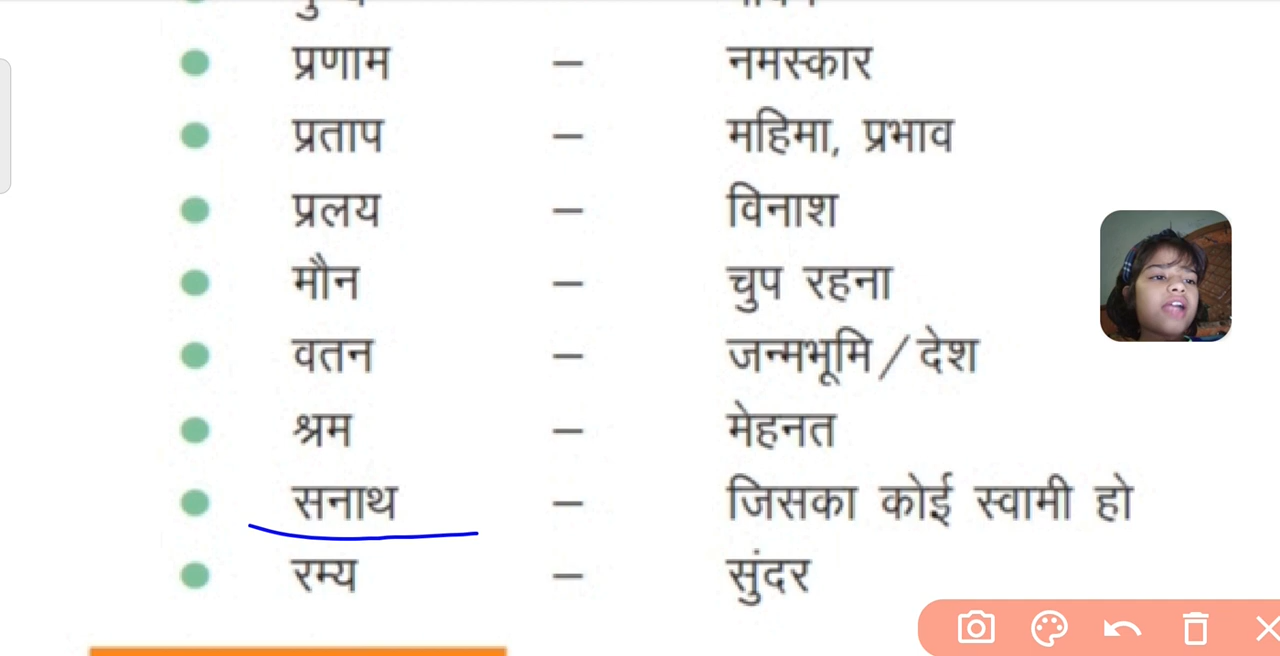 प्रणाम – नमस्कार
प्रताप – महिमा, प्रभाव
प्रलय – विनाश
मौन – चुप रहना
वतन – जन्मभूमि / देश
श्रम – मेहनत
सनाथ – जिसका कोई स्वामी हो
रम्य – सुंदर